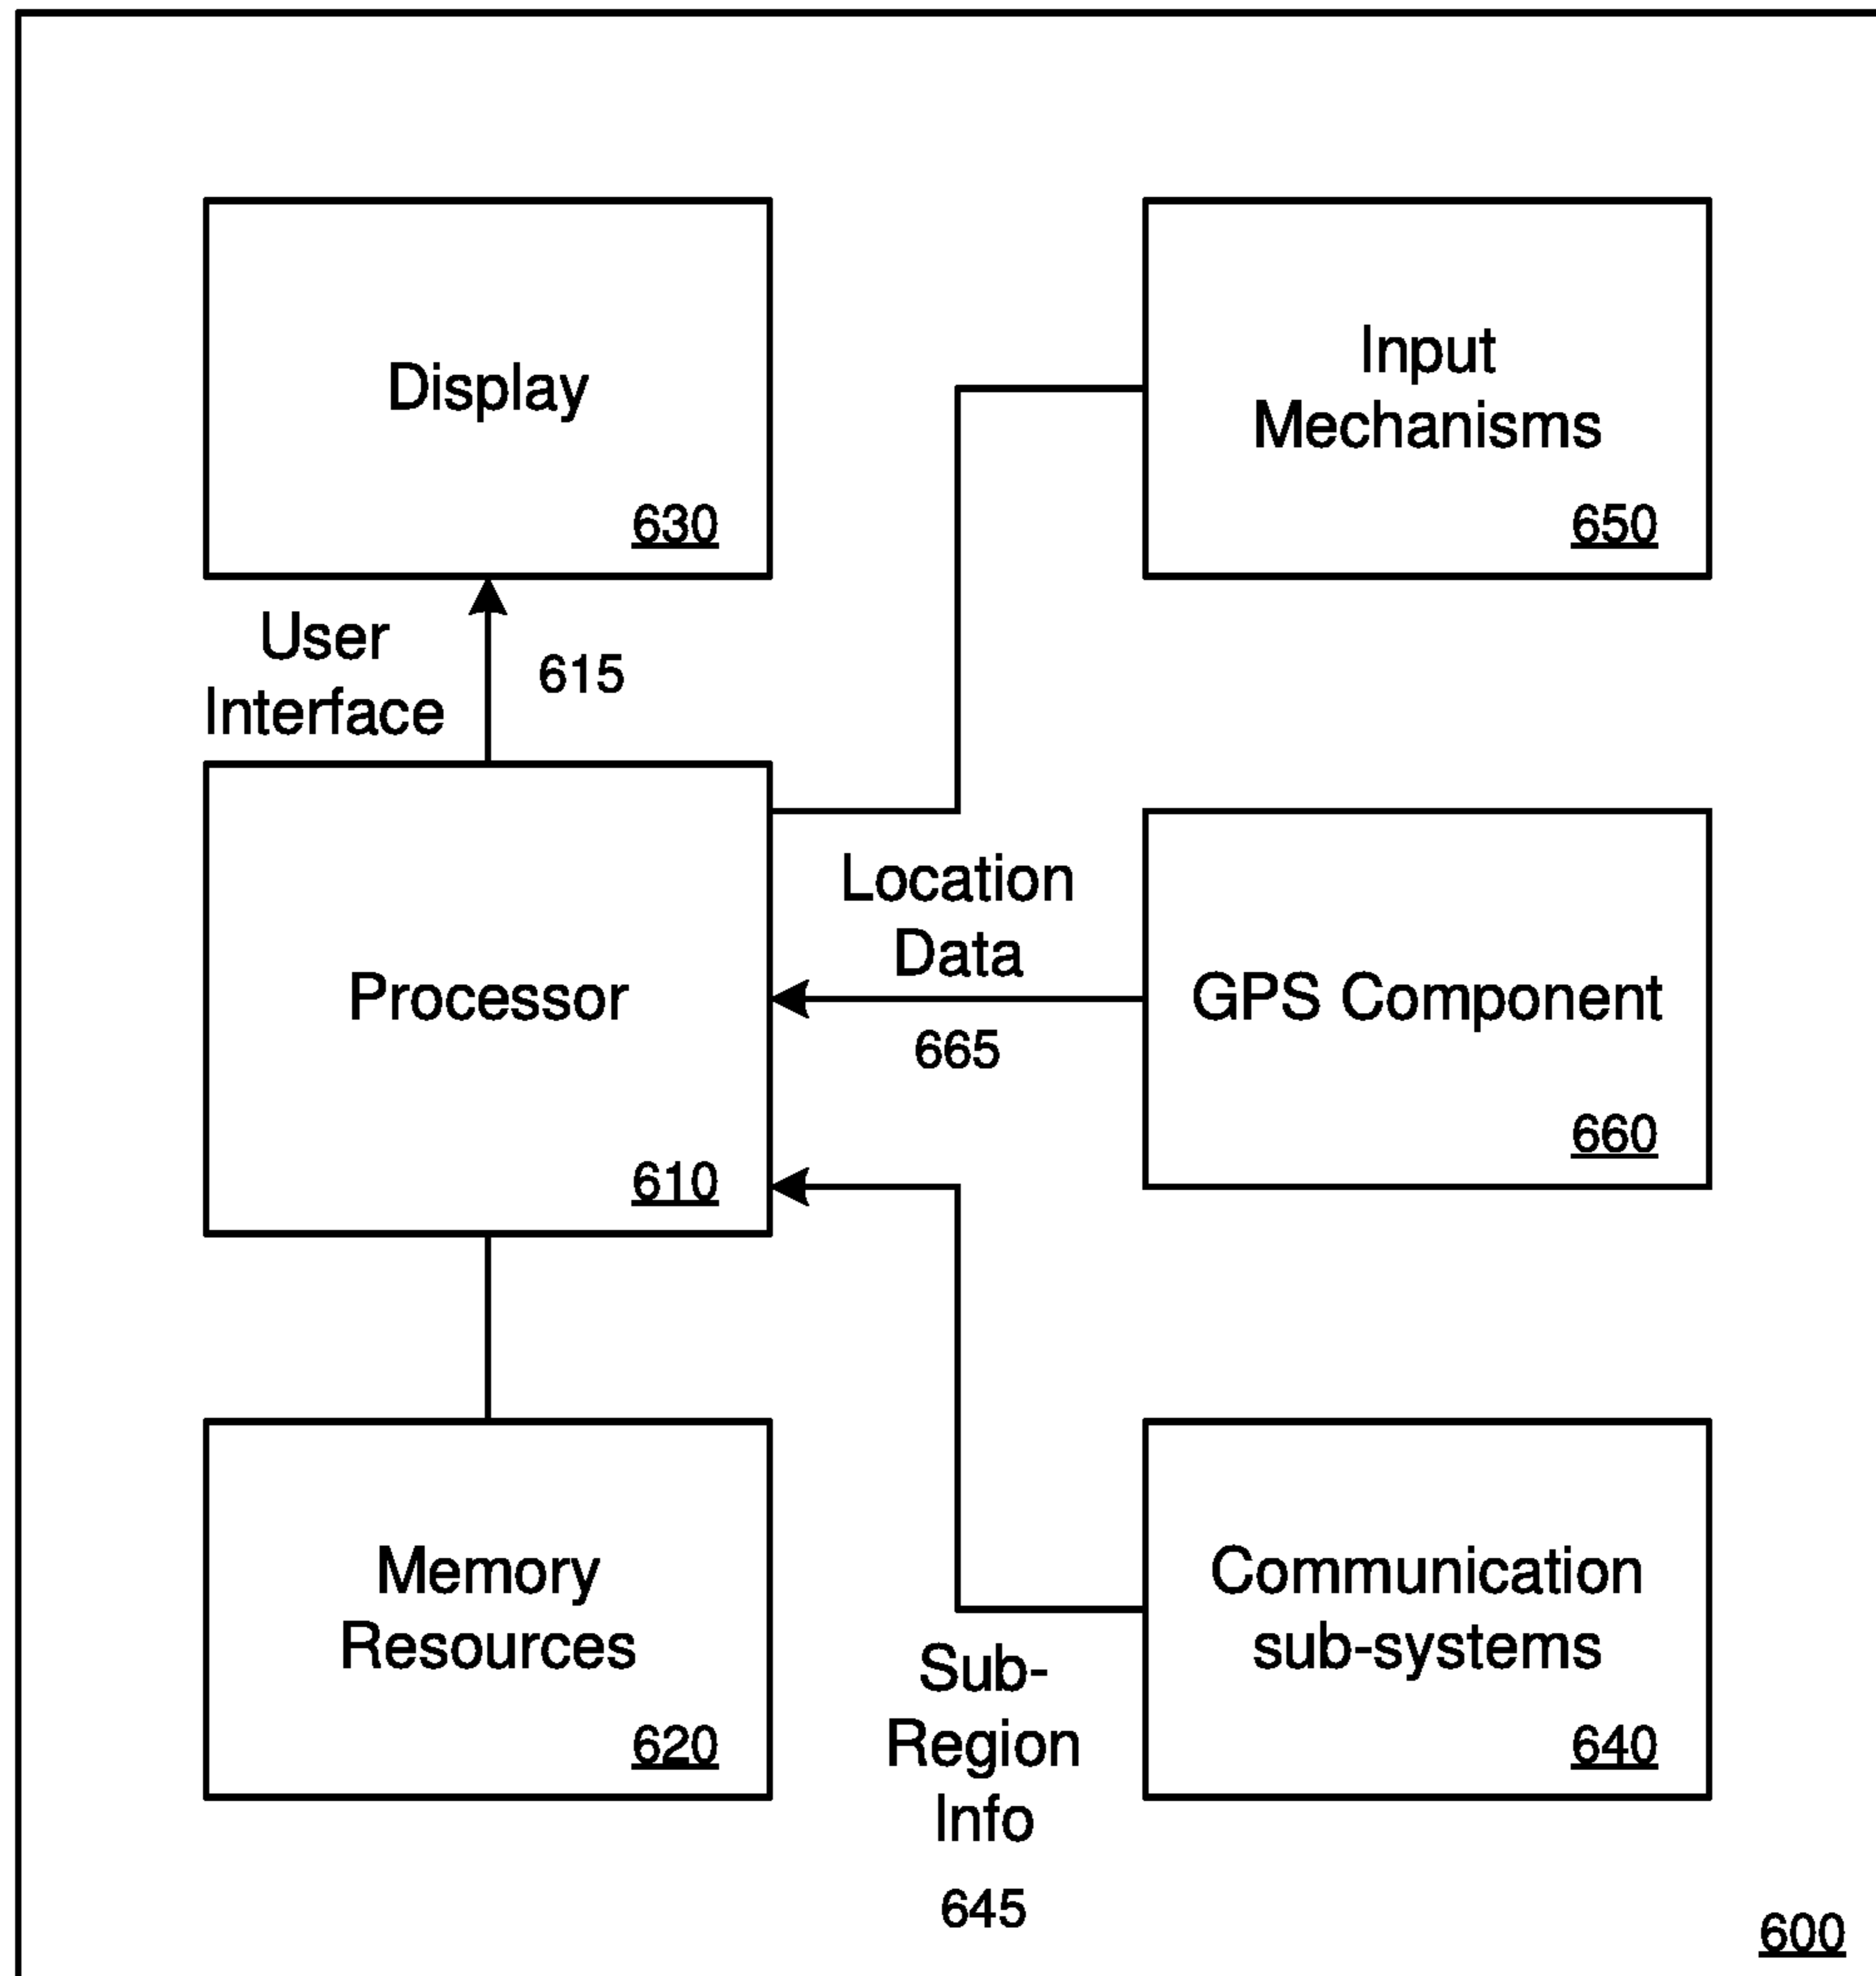 Display
630
Input
Mechanisms
650
User
Interface
615
Processor
610
Location
Data
665
GPS Component
660
Memory
Resources
620
Sub-
Region
Info
645
Communication
sub-systems
640
600